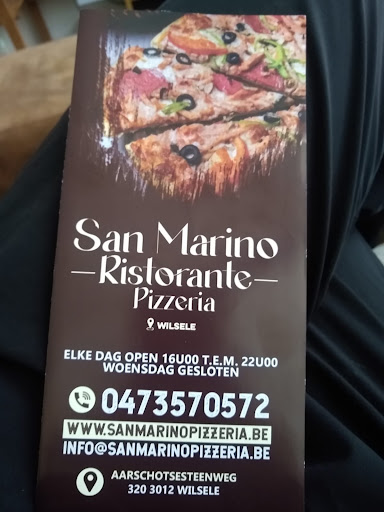 San Marino
Ristorante
Pizzeria
WILSELE
ELKE DAG OPEN 16U00 T.E.M. 22U00
WOENSDAG GESLOTEN
0473570572
WWW.SANMARINOPIZZERIA.BE
INFO@SANMARINOPIZZERIA.BE
AARSCHOTSESTEENWEG
320 3012 WILSELE